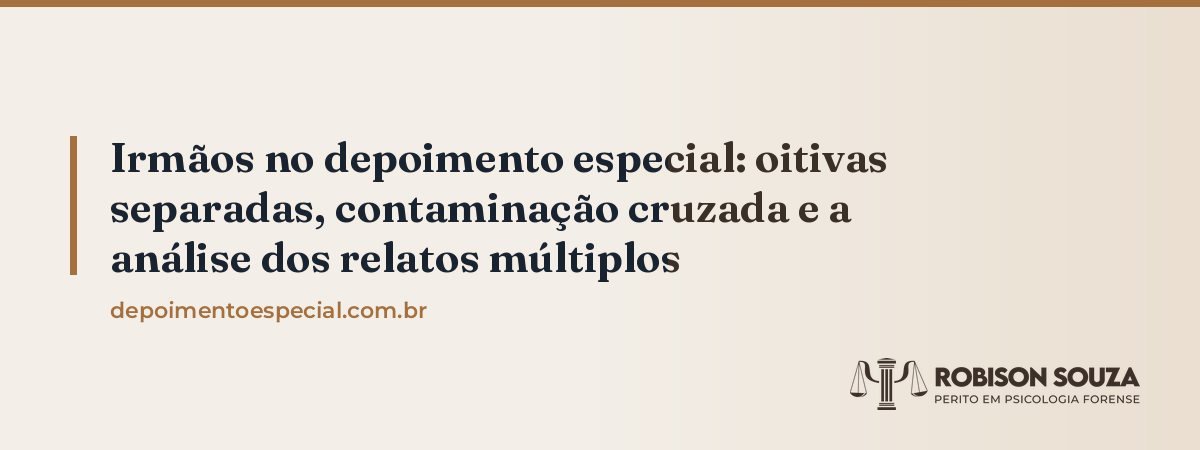 Irmãos no depoimento especial: oitivas
separadas, contaminação cruzada e a
análise dos relatos múltiplos
depoimentoespecial.com.br
ROBISON SOUZA
PERITO EM PSICOLOGIA FORENSE